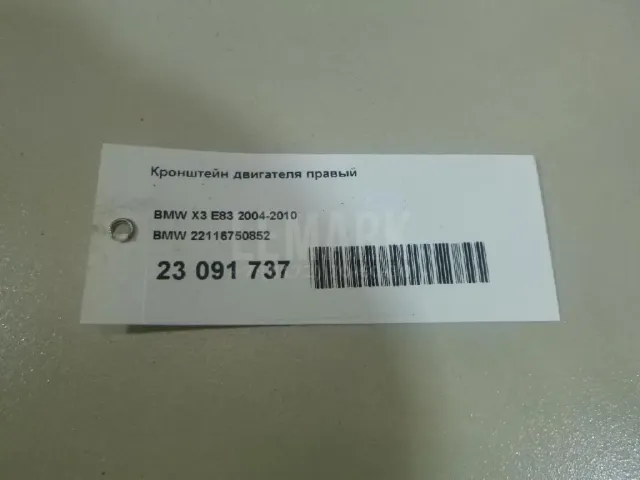 Кронштейн двигателя правый
BMW X3 E83 2004-2010
BMW 22116750852
23 091 737